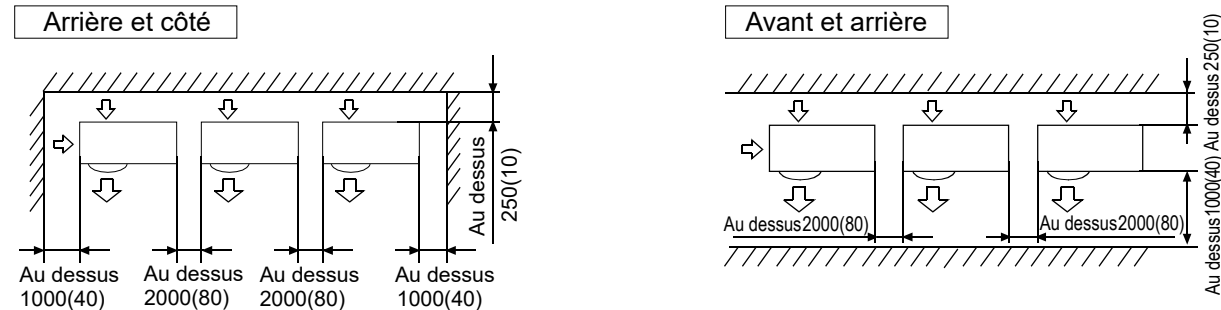 Arrière et côté
Au dessus
250(10)
Au dessus
1000(40)
Au dessus
2000(80)
Au dessus
2000(80)
Au dessus
1000(40)
Avant et arrière
Au dessus 250(10)
Au dessus1000(40)
Au dessus2000(80)
Au dessus2000(80)